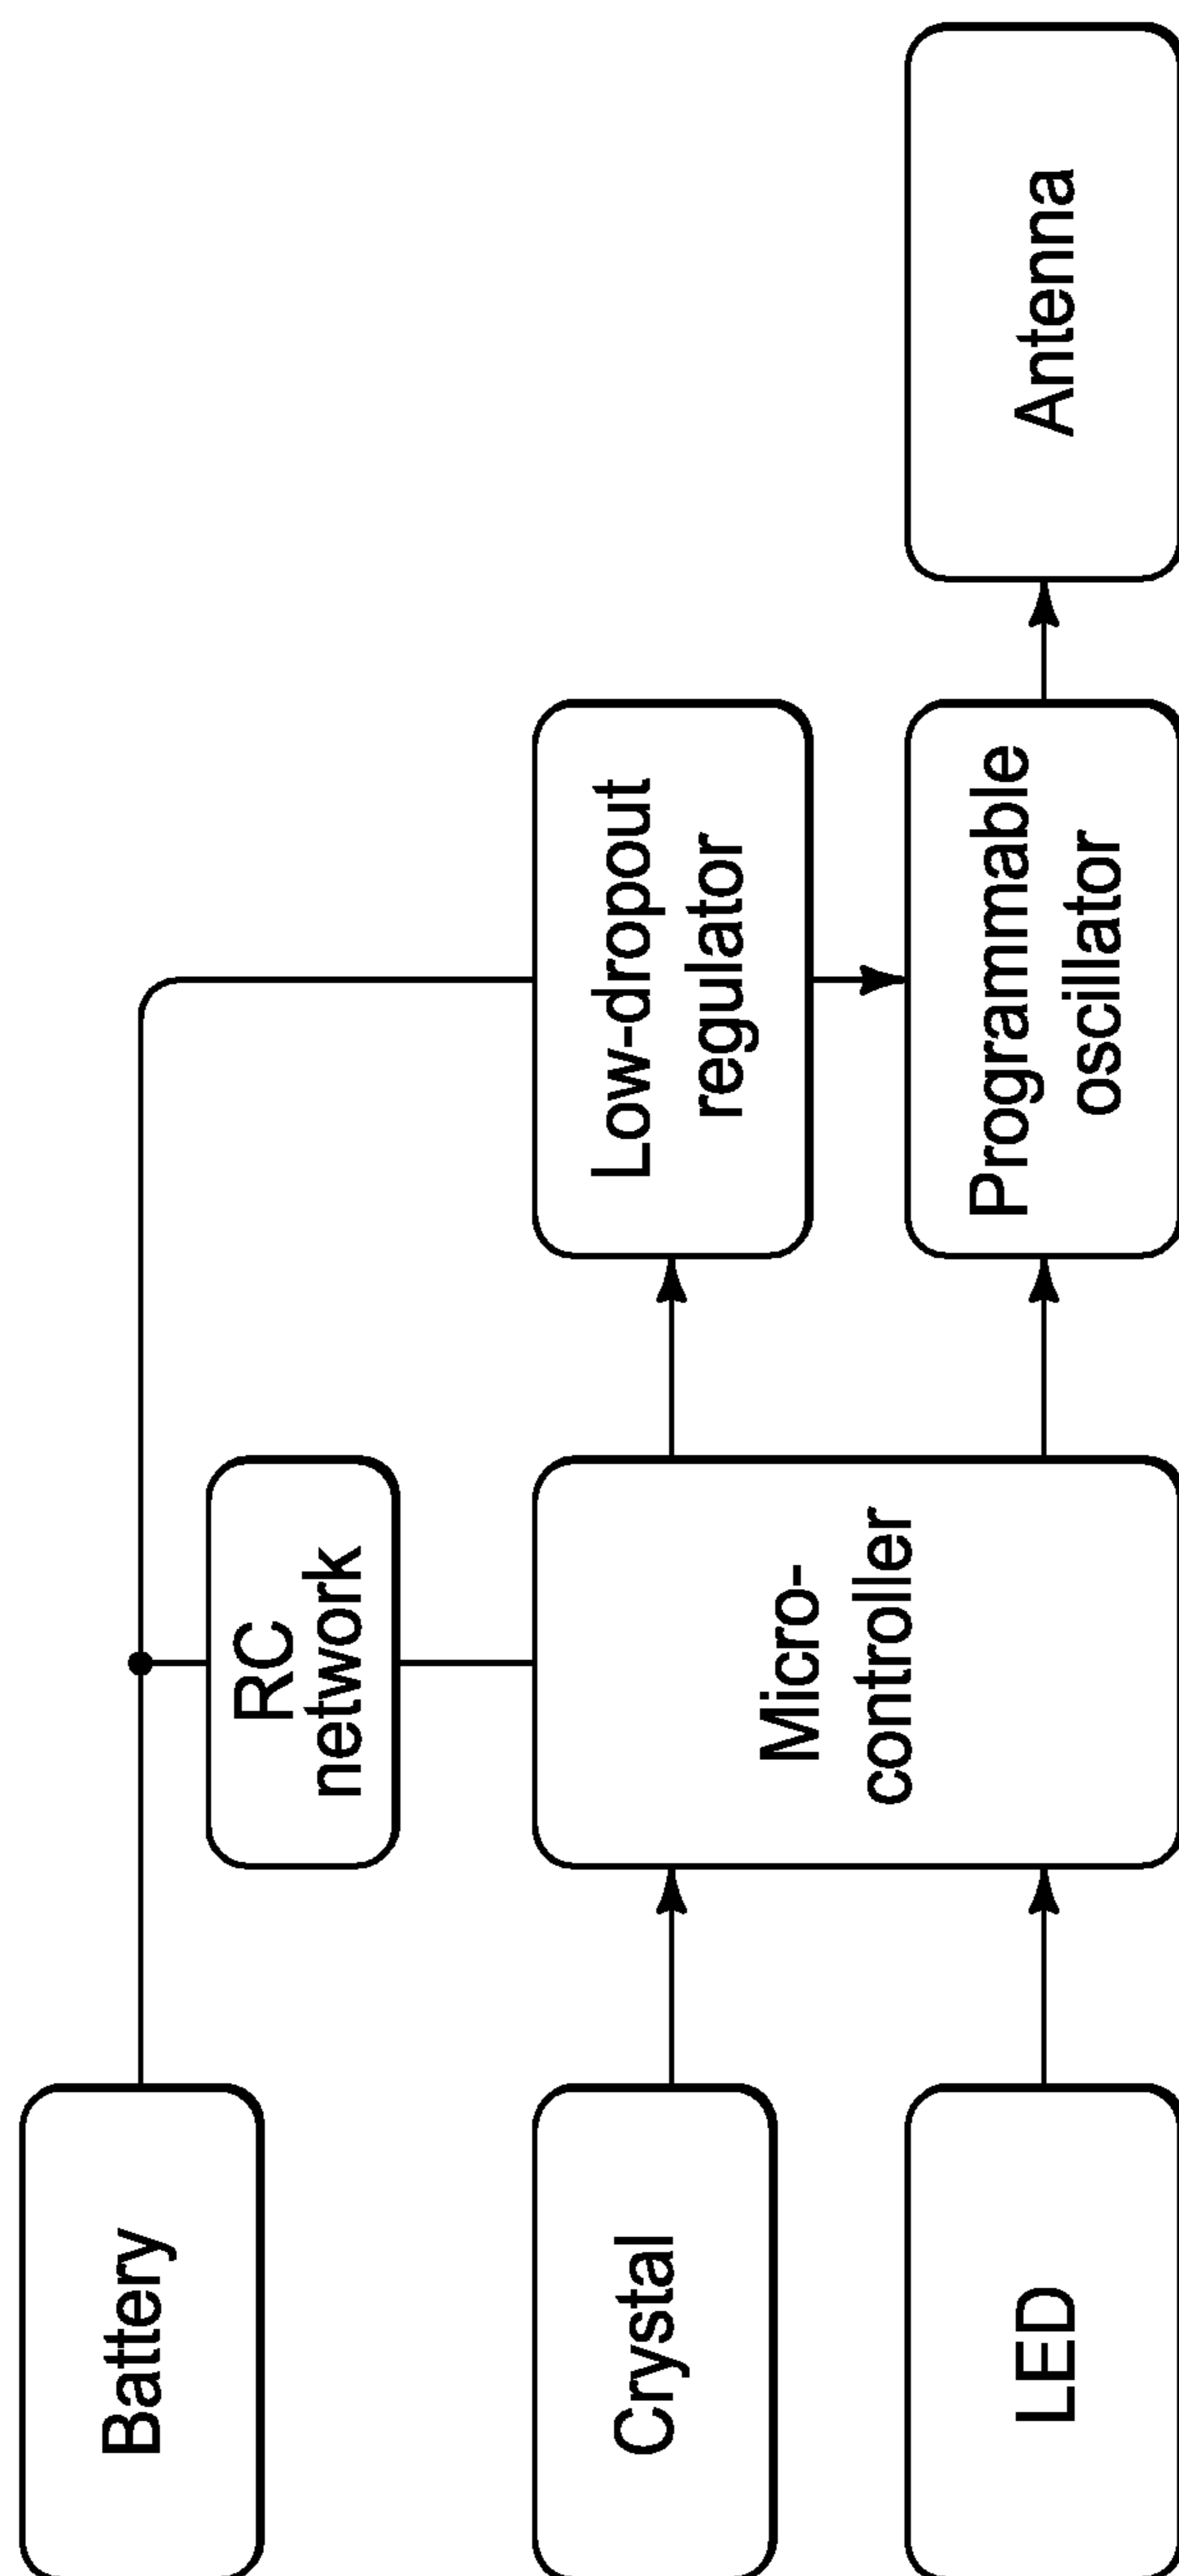 Battery
RC
network
Low-dropout
regulator
Crystal
Micro-
controller
LED
Programmable
oscillator
Antenna